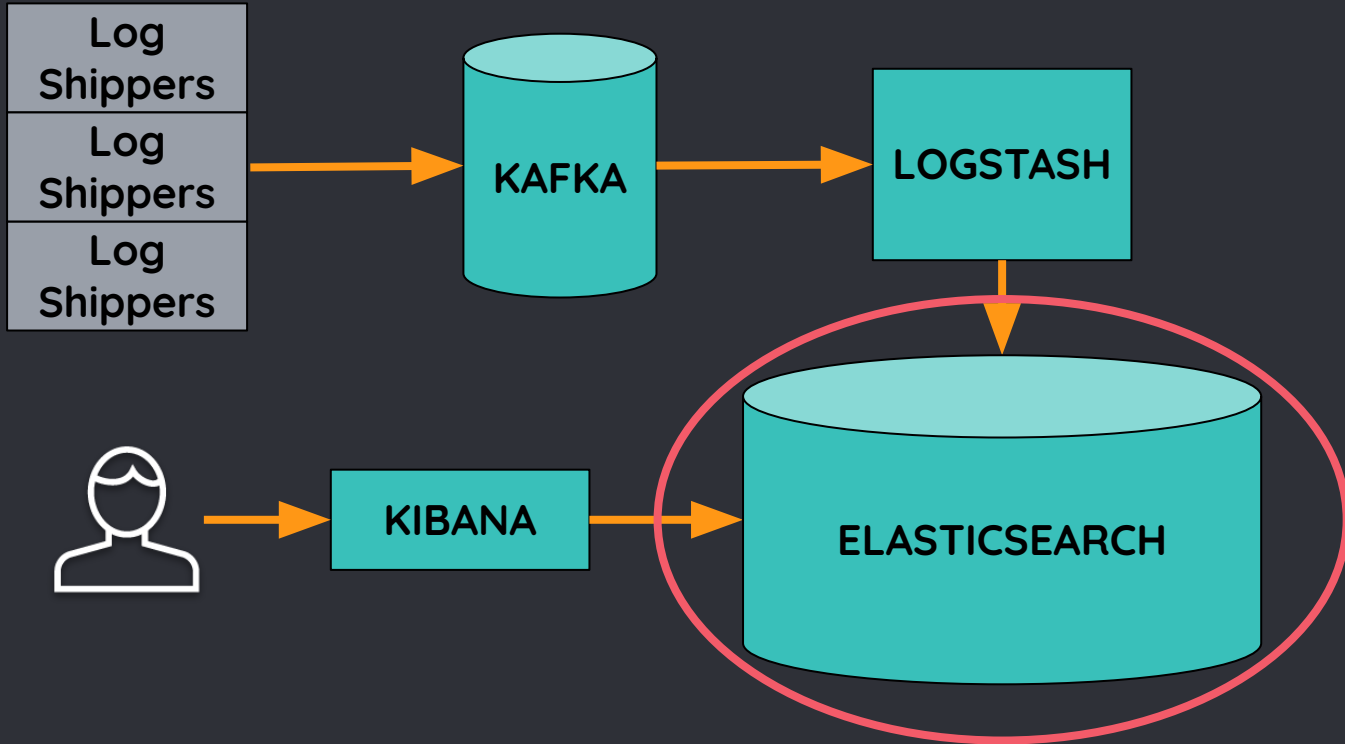 Log
Shippers
Log
Shippers
Log
Shippers
KAFKA
LOGSTASH
KIBANA
ELASTICSEARCH